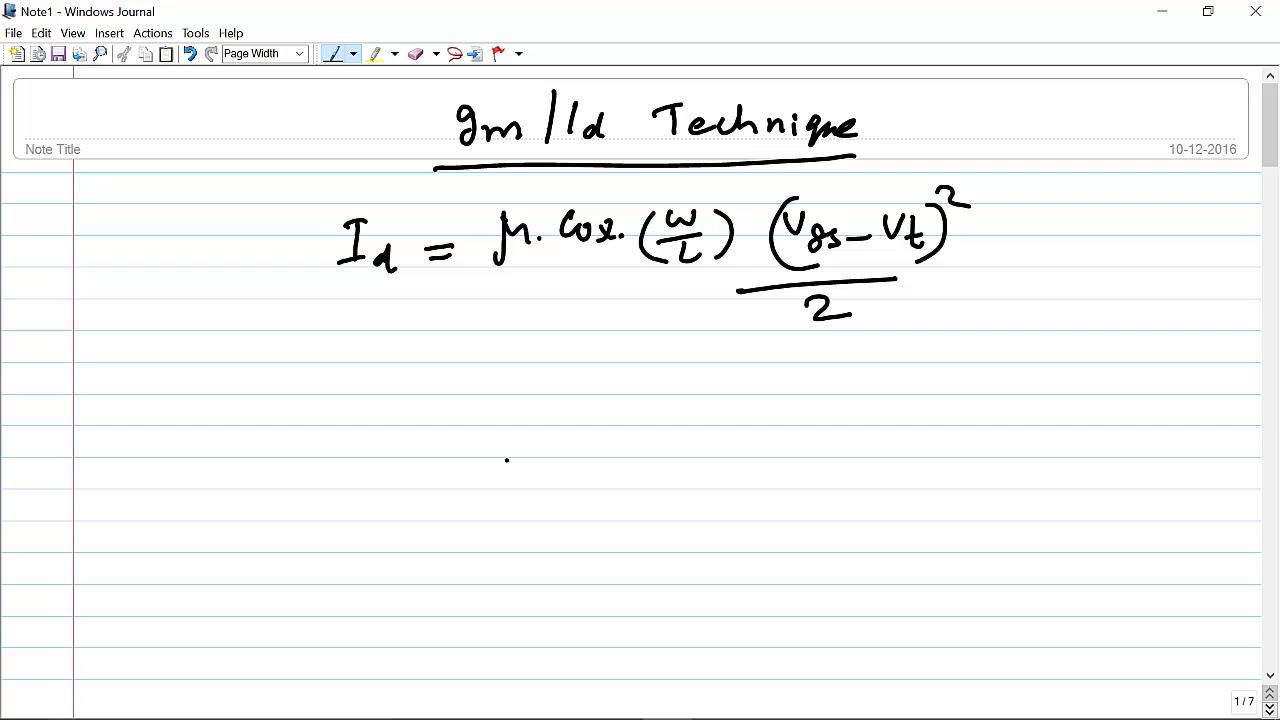 Note1 - Windows Journal
File Edit View Insert Actions Tools Help
Page Width
gm/Id Technique
Note Title
10-12-2016
Id = μ. Cox. (W/L) (Vgs - Vt)²
2
1/7